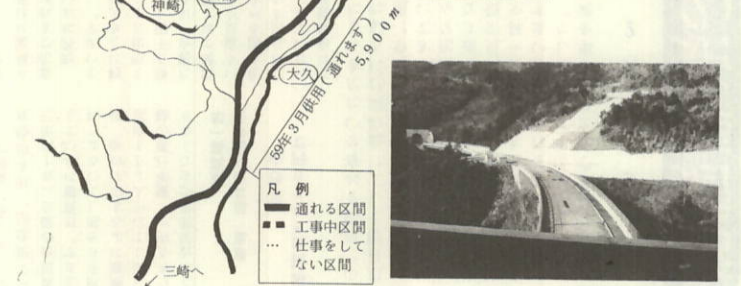 神崎
大久
59年3月供用(通れます)
5,900m
凡 例
通れる区間
工事中区間
… 仕事をして
ない区間
三崎へ